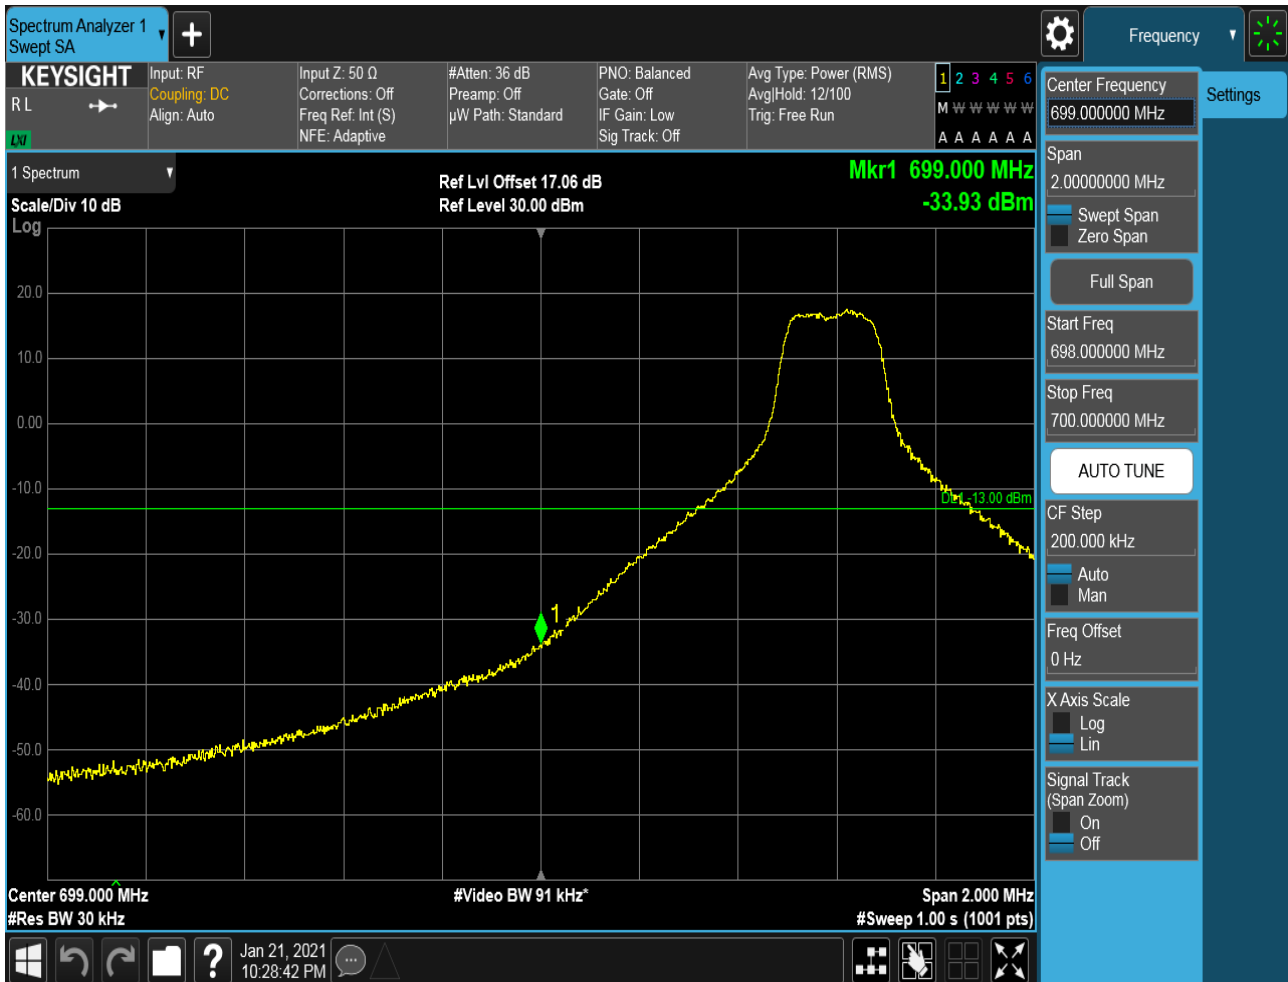 Spectrum Analyzer 1
Swept SA
+
Frequency
KEYSIGHT
R L
LXI
Input: RF
Coupling: DC
Align: Auto
Input Z: 50 Ω
Corrections: Off
Freq Ref: Int (S)
NFE: Adaptive
#Atten: 36 dB
Preamp: Off
µW Path: Standard
PNO: Balanced
Gate: Off
IF Gain: Low
Sig Track: Off
Avg Type: Power (RMS)
Avg|Hold: 12/100
Trig: Free Run
1 2 3 4 5 6
M W W W W W
A A A A A A
1 Spectrum
Scale/Div 10 dB
Log
Ref Lvl Offset 17.06 dB
Ref Level 30.00 dBm
Mkr1 699.000 MHz
-33.93 dBm
20.0
10.0
0.00
-10.0
-20.0
-30.0
-40.0
-50.0
-60.0
DL1 -13.00 dBm
1
Center 699.000 MHz
#Res BW 30 kHz
#Video BW 91 kHz*
Span 2.000 MHz
#Sweep 1.00 s (1001 pts)
?
Jan 21, 2021
10:28:42 PM
Center Frequency
699.000000 MHz
Settings
Span
2.00000000 MHz
Swept Span
Zero Span
Full Span
Start Freq
698.000000 MHz
Stop Freq
700.000000 MHz
AUTO TUNE
CF Step
200.000 kHz
Auto
Man
Freq Offset
0 Hz
X Axis Scale
Log
Lin
Signal Track
(Span Zoom)
On
Off